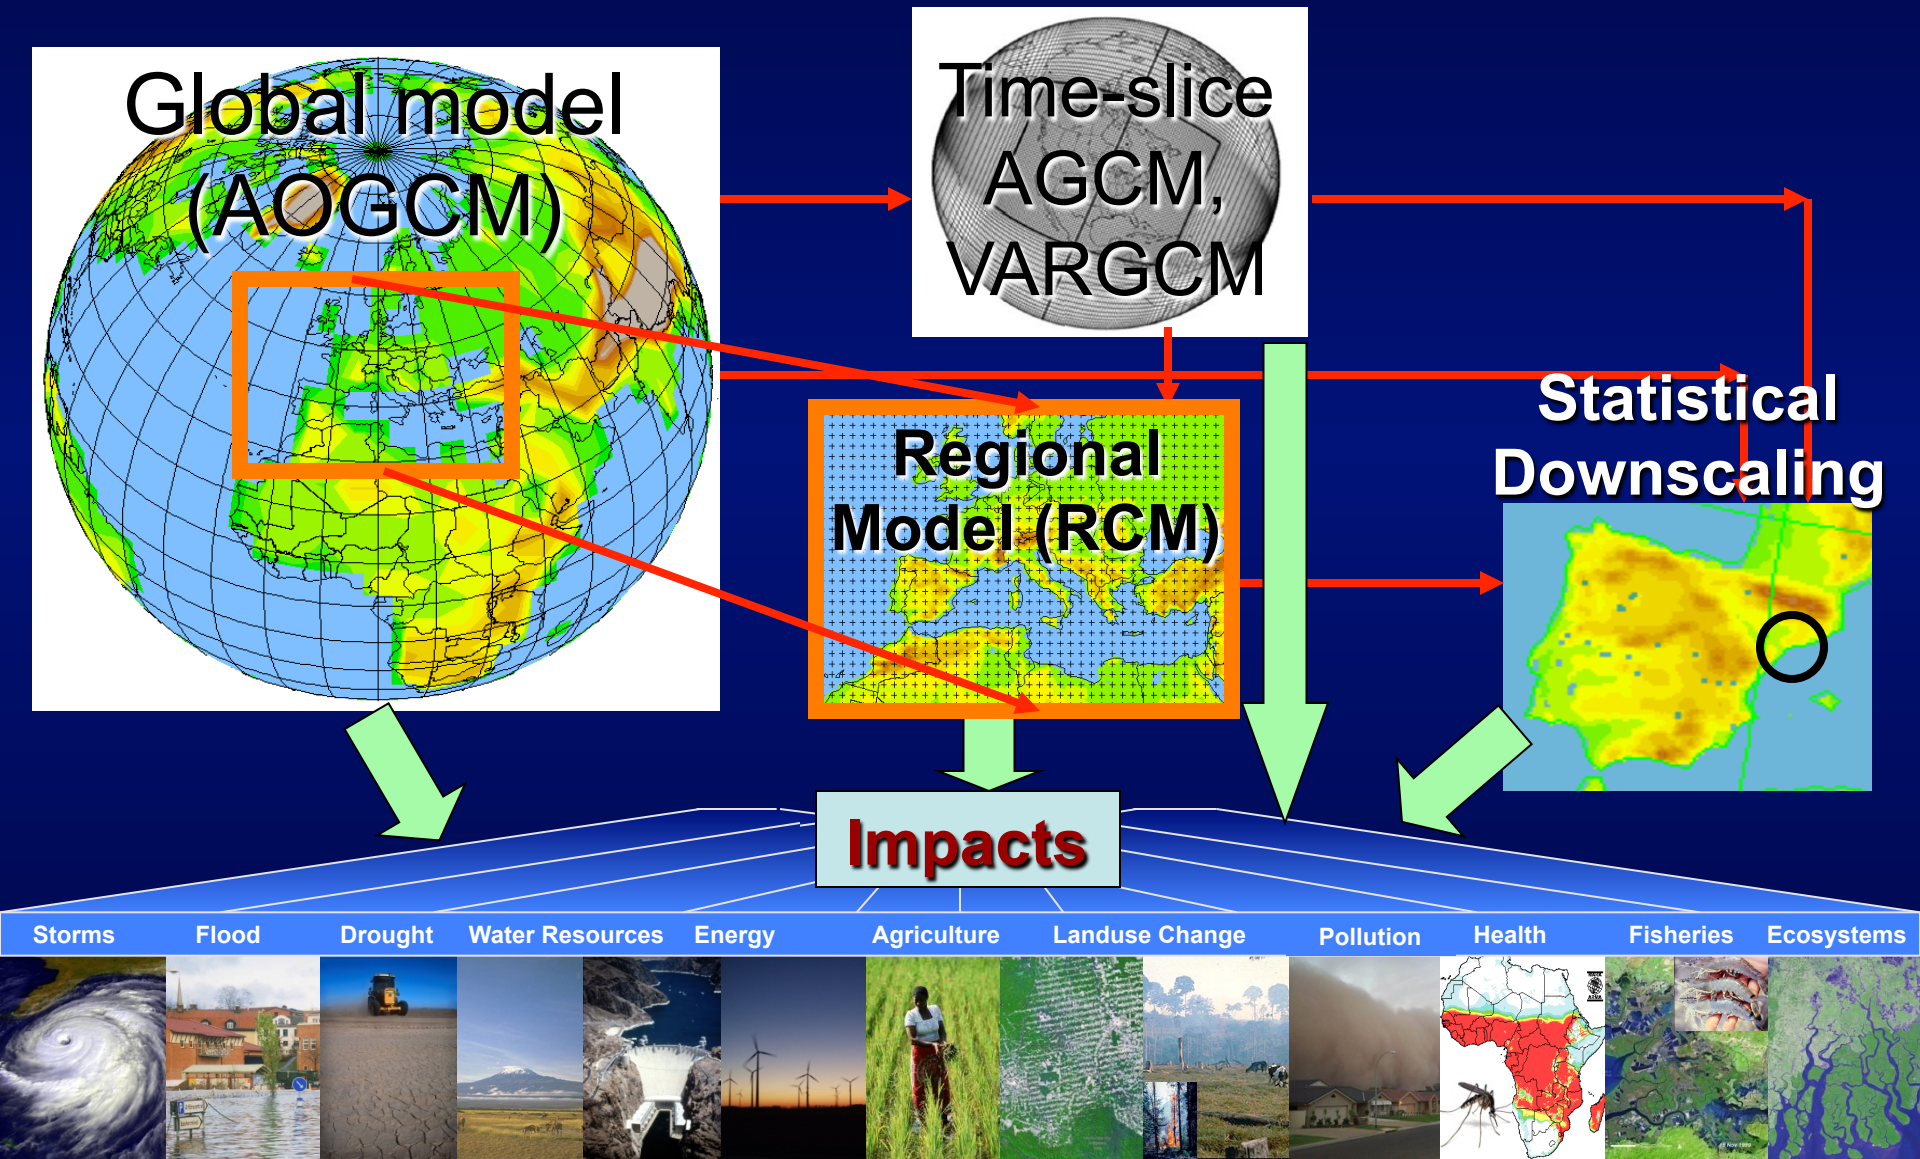 Global model
(AOGCM)
Time-slice
AGCM,
VARGCM
Statistical
Downscaling
Regional
Model (RCM)
Impacts
Storms
Flood
Drought
Water Resources
Energy
Agriculture
Landuse Change
Pollution
Health
Fisheries
Ecosystems